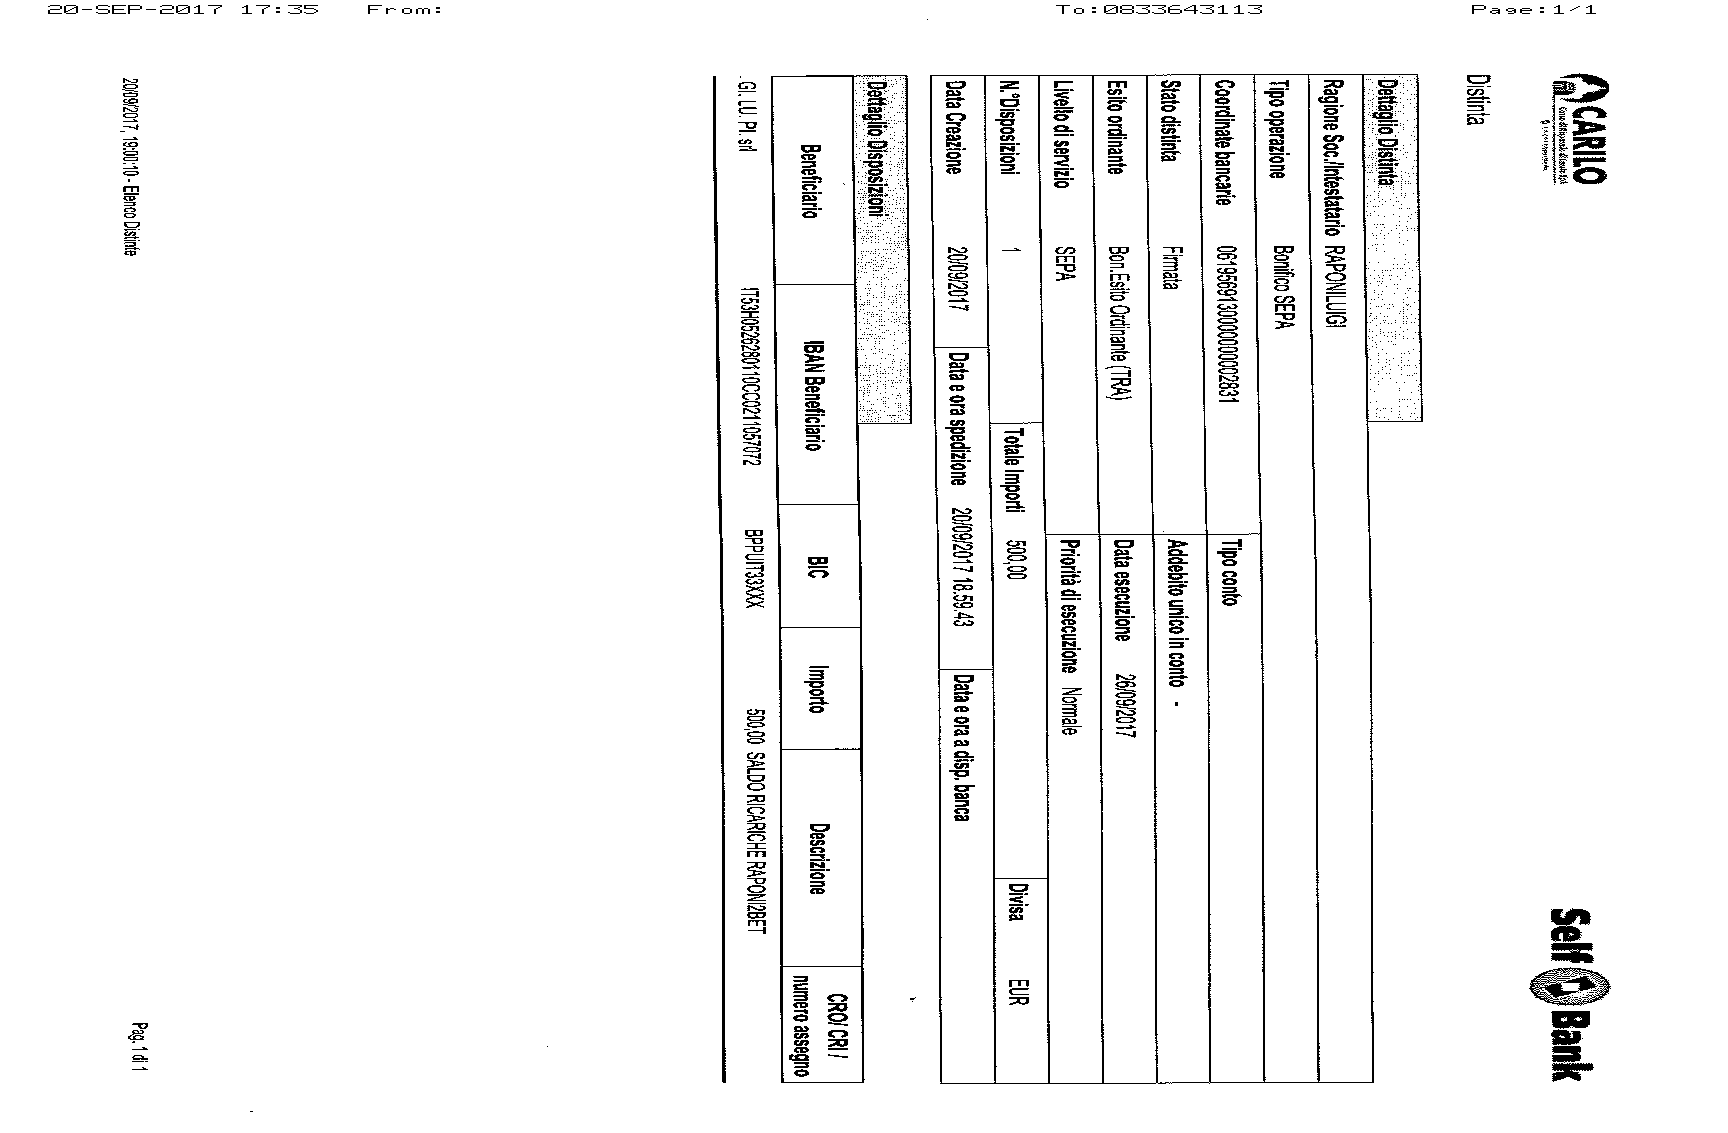 20-SEP-2017 17:35 From: To:0833643113 Page:1/1
CARILO
Self Bank
Distinta
Dettaglio Distinta
Ragione Soc./Intestatario RAPONILUIGI
Tipo operazione Bonifico SEPA
Coordinate bancarie 061956913000000002831 Tipo conto
Stato distinta Firmata Addebito unico in conto -
Esito ordinante Bon.Esito Ordinante (TRA) Data esecuzione 26/09/2017
Livello di servizio SEPA Priorità di esecuzione Normale
N.°Disposizioni 1 Totale Importi 500,00 Divisa EUR
Data Creazione 20/09/2017 Data e ora spedizione 20/09/2017 18.59.43 Data e ora a disp. banca
Dettaglio Disposizioni
Beneficiario IBAN Beneficiario BIC Importo Descrizione CRO/ CRI / numero assegno
GI. LU. PI. srl IT53H0526280110CC0211057072 BPPUIT33XXX 500,00 SALDO RICARICHE RAPONI2BET
20/09/2017, 19:00:10 - Elenco Distinte
Pag. 1 di 1